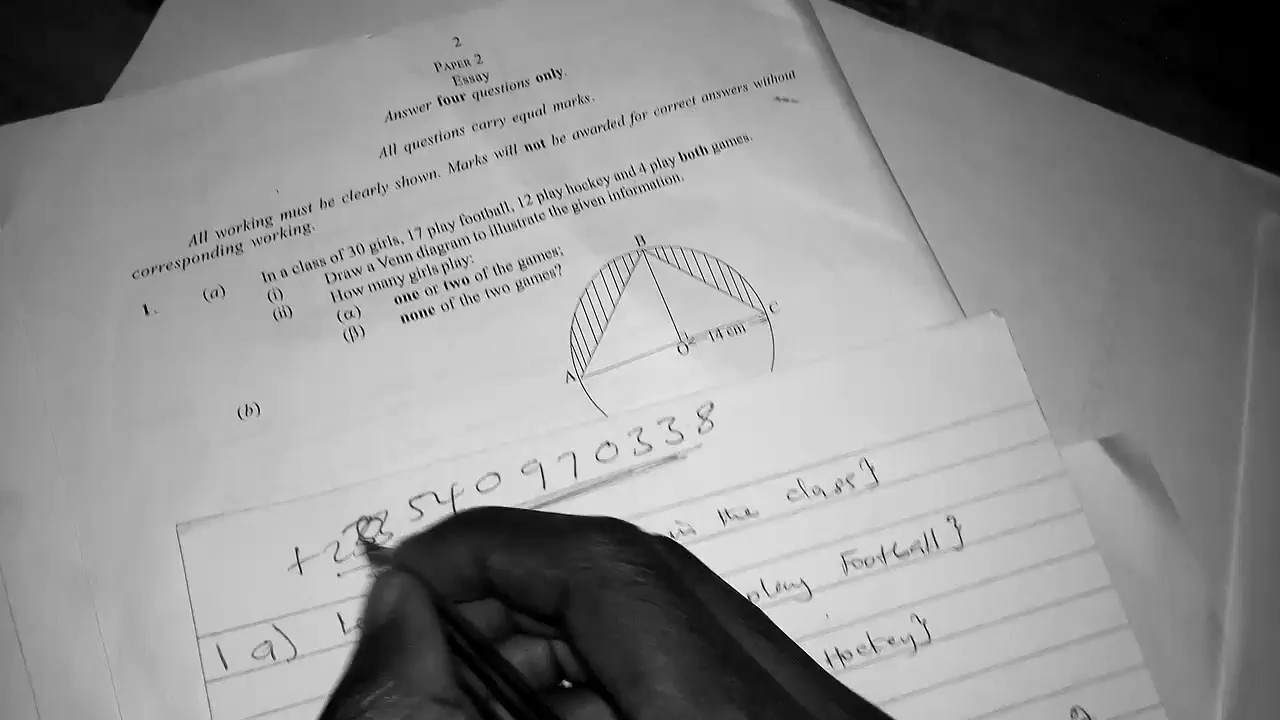 2
PAPER 2
Essay
Answer four questions only.
All questions carry equal marks.
All working must be clearly shown. Marks will not be awarded for correct answers without
corresponding working.
1. (a) In a class of 30 girls, 17 play football, 12 play hockey and 4 play both games.
(i) Draw a Venn diagram to illustrate the given information.
(ii) How many girls play:
(α) one or two of the games;
(β) none of the two games?
B
C
O
14 cm
A
(b)
540970338
in the class}
1 a)
play Football}
Hockey}